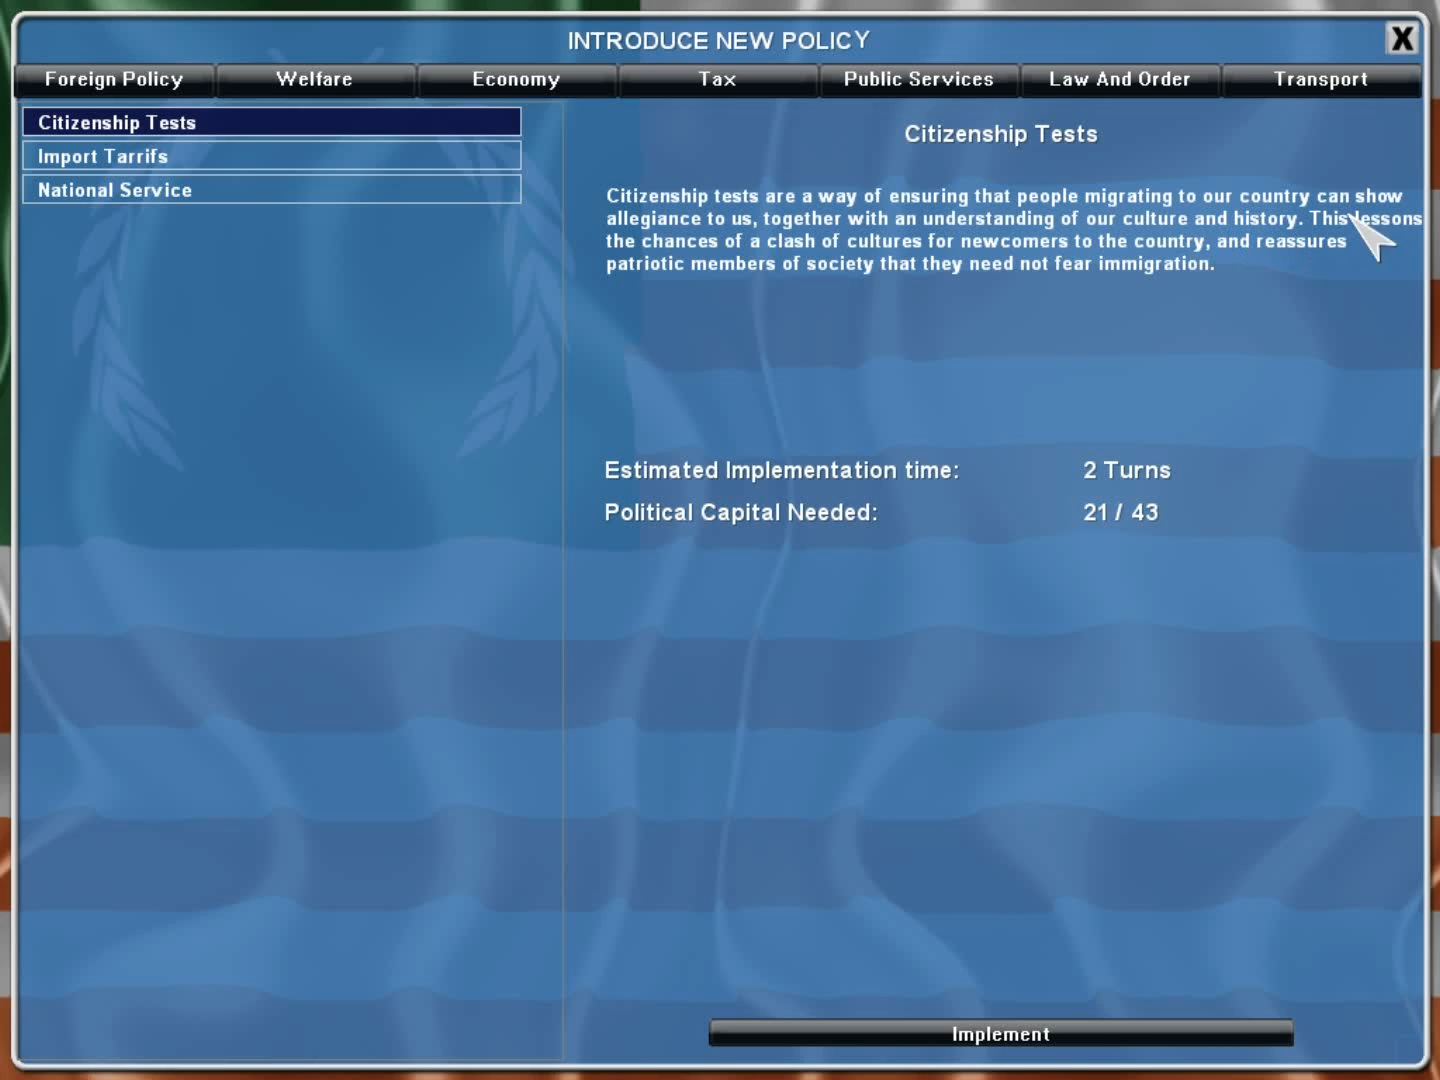 INTRODUCE NEW POLICY
X
Foreign Policy Welfare Economy Tax Public Services Law And Order Transport
Citizenship Tests
Import Tarrifs
National Service
Citizenship Tests
Citizenship tests are a way of ensuring that people migrating to our country can show
allegiance to us, together with an understanding of our culture and history. This lessons
the chances of a clash of cultures for newcomers to the country, and reassures
patriotic members of society that they need not fear immigration.
Estimated Implementation time: 2 Turns
Political Capital Needed: 21 / 43
Implement